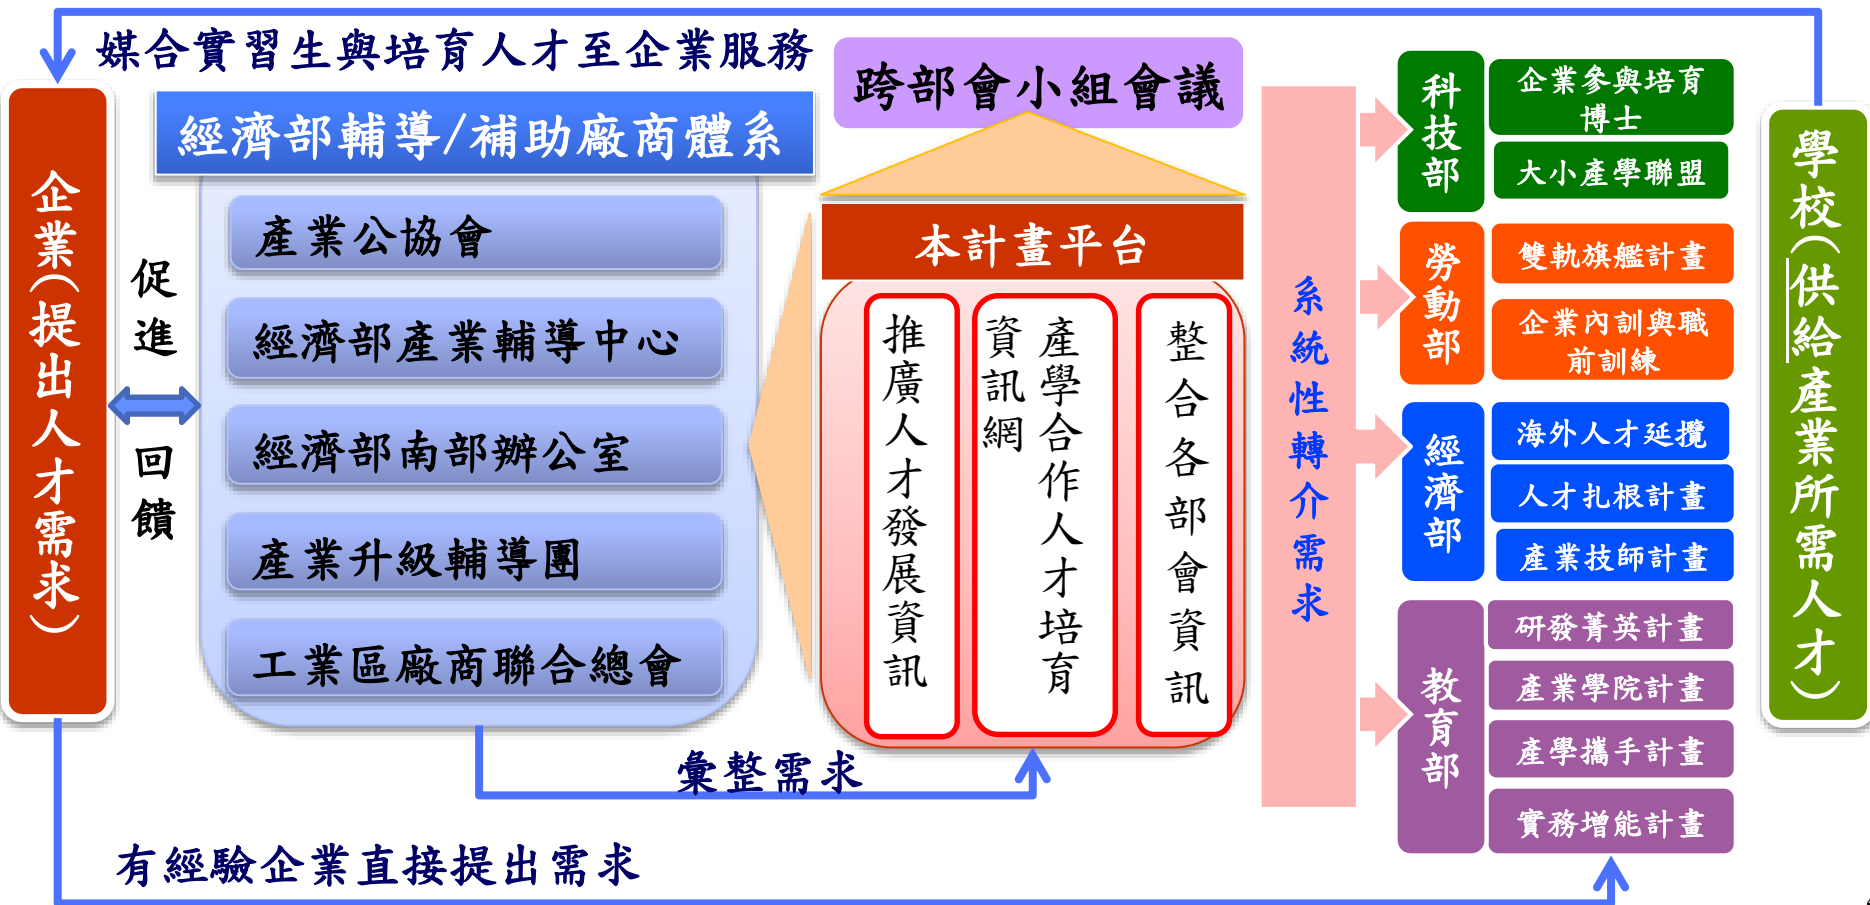 媒合實習生與培育人才至企業服務
企業(提出人才需求)
促進
回饋
經濟部輔導/補助廠商體系
產業公協會
經濟部產業輔導中心
經濟部南部辦公室
產業升級輔導團
工業區廠商聯合總會
彙整需求
有經驗企業直接提出需求
跨部會小組會議
本計畫平台
推廣人才發展資訊
產學合作人才培育
資訊網
整合各部會資訊
系統性轉介需求
科技部
企業參與培育
博士
大小產學聯盟
勞動部
雙軌旗艦計畫
企業內訓與職
前訓練
經濟部
海外人才延攬
人才扎根計畫
產業技師計畫
教育部
研發菁英計畫
產業學院計畫
產學攜手計畫
實務增能計畫
學校(供給產業所需人才)